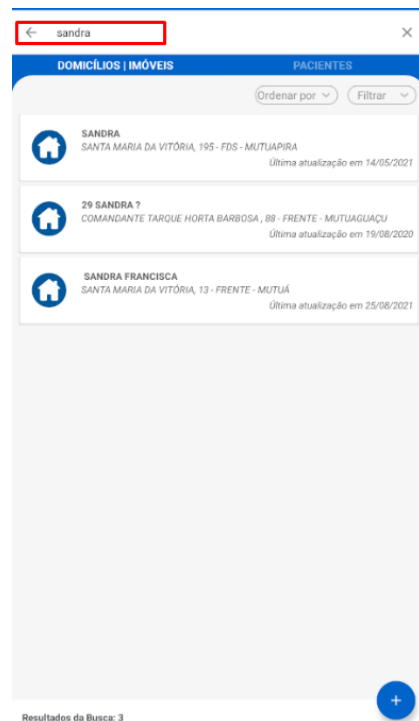 sandra
DOMICÍLIOS | IMÓVEIS
PACIENTES
Ordenar por
Filtrar
SANDRA
SANTA MARIA DA VITÓRIA, 195 - FDS - MUTUAPIRA
Última atualização em 14/05/2021
29 SANDRA ?
COMANDANTE TARQUE HORTA BARBOSA , 88 - FRENTE - MUTUAGUAÇU
Última atualização em 19/08/2020
SANDRA FRANCISCA
SANTA MARIA DA VITÓRIA, 13 - FRENTE - MUTUÁ
Última atualização em 25/08/2021
Resultados da Busca: 3